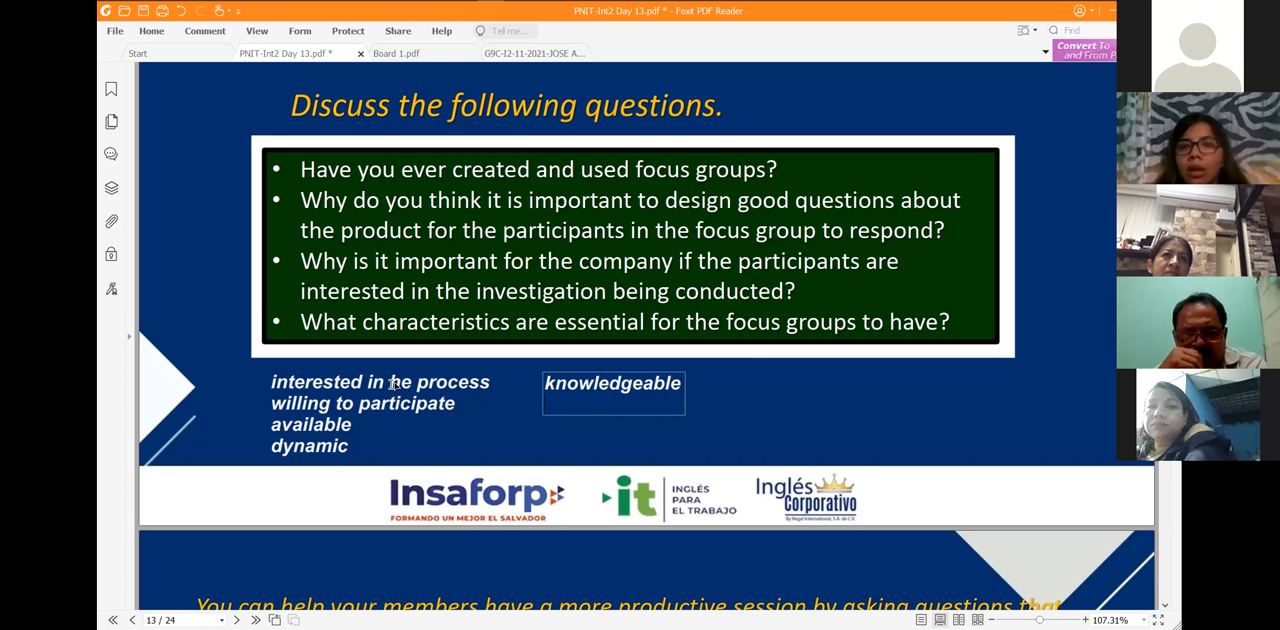 PNIT-Int2 Day 13.pdf * - Foxit PDF Reader
File Home Comment View Form Protect Share Help Tell me... Find
Start PNIT-Int2 Day 13.pdf * Board 1.pdf G9C-I2-11-2021-JOSE A...
Convert To
and From P
Discuss the following questions.
• Have you ever created and used focus groups?
• Why do you think it is important to design good questions about
the product for the participants in the focus group to respond?
• Why is it important for the company if the participants are
interested in the investigation being conducted?
• What characteristics are essential for the focus groups to have?
interested in he process
willing to participate
available
dynamic
knowledgeable
Insaforp
FORMANDO UN MEJOR EL SALVADOR
it
INGLÉS
PARA
EL TRABAJO
Inglés
Corporativo
By Regal International, S.A. de C.V.
You can help your members have a more productive session by asking questions that
13 / 24
107.31%